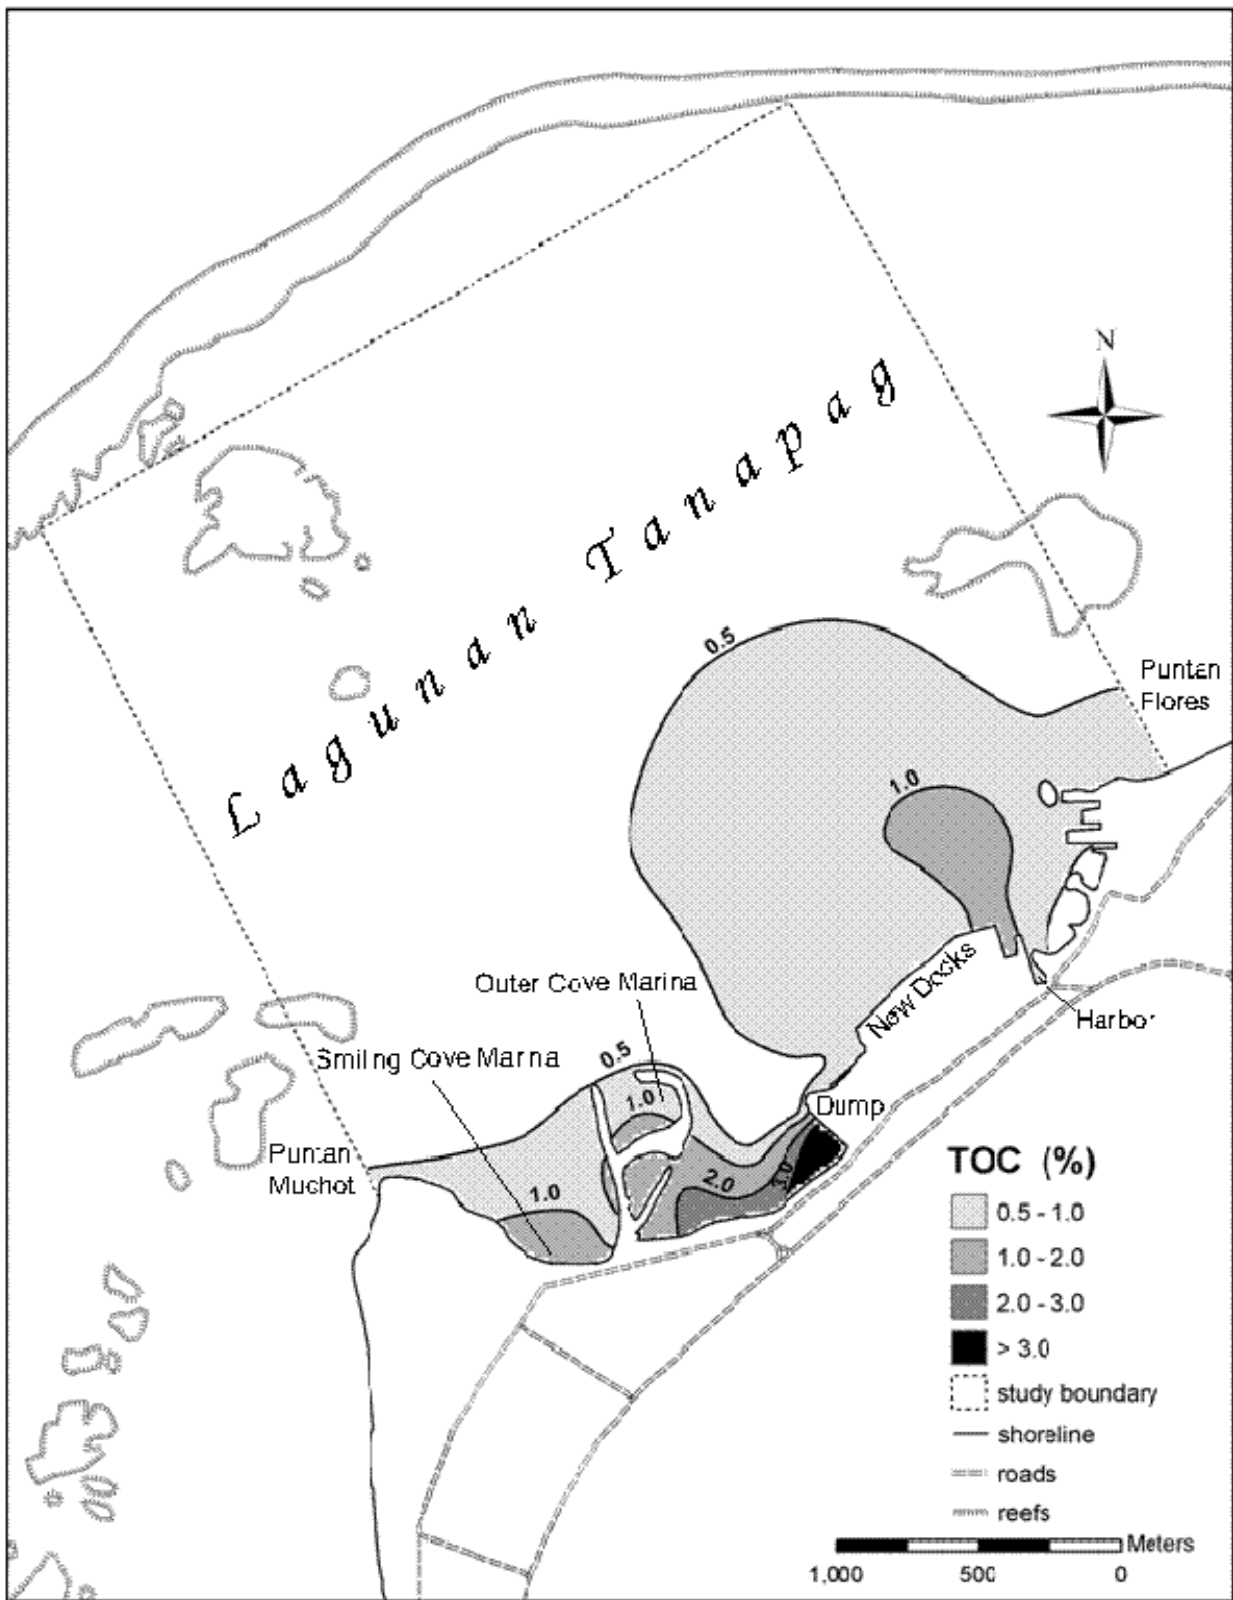 N
Lagunan Tanapag
0.5
Puntan
Flores
1.0
Outer Cove Marina
New Docks
Harbor
Smiling Cove Marina
0.5
1.0
Dump
Puntan
Muchot
1.0
2.0
3.0
TOC (%)
0.5 - 1.0
1.0 - 2.0
2.0 - 3.0
> 3.0
study boundary
shoreline
roads
reefs
Meters
1,000 500 0